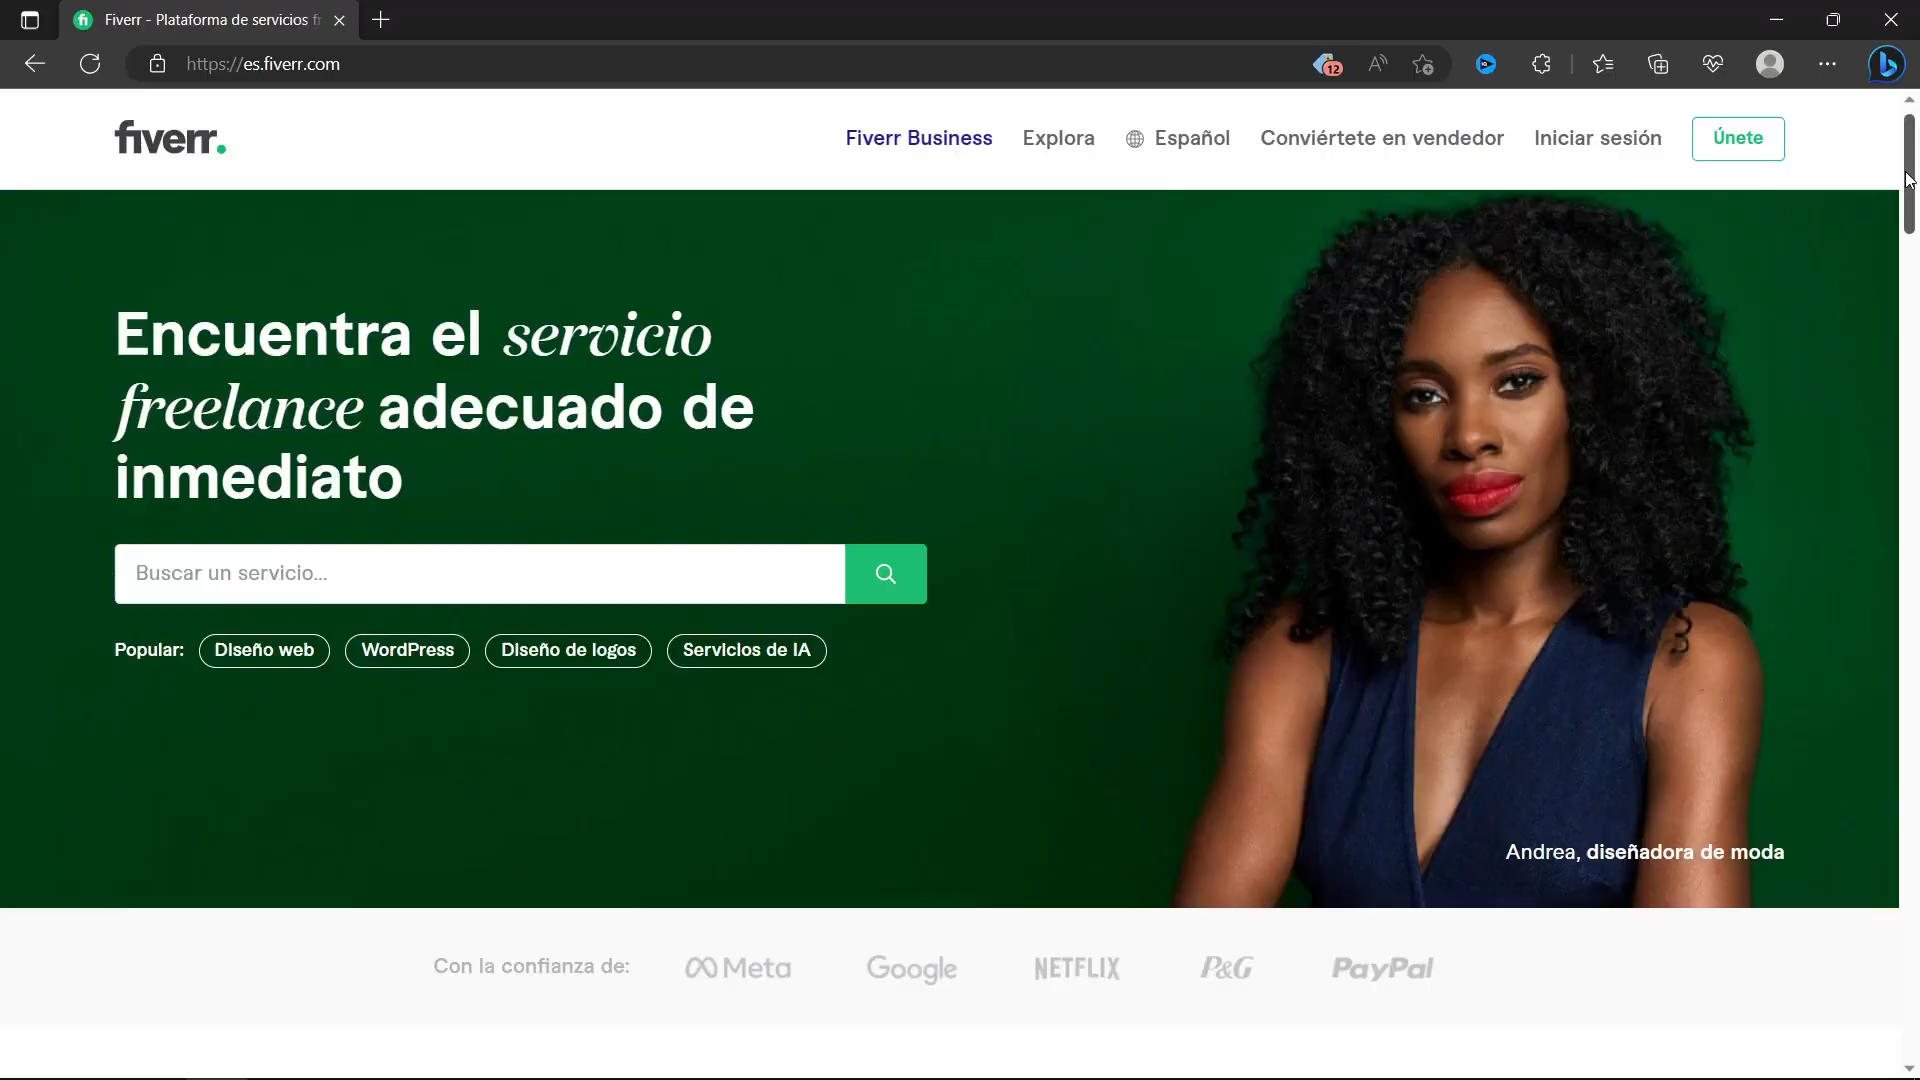 Fiverr - Plataforma de servicios fr
https://es.fiverr.com
12
fiverr.
Fiverr Business
Explora
Español
Conviértete en vendedor
Iniciar sesión
Únete
Encuentra el servicio
freelance adecuado de
inmediato
Buscar un servicio...
Popular:
Diseño web
WordPress
Diseño de logos
Servicios de IA
Andrea, diseñadora de moda
Con la confianza de:
Meta
Google
NETFLIX
P&G
PayPal